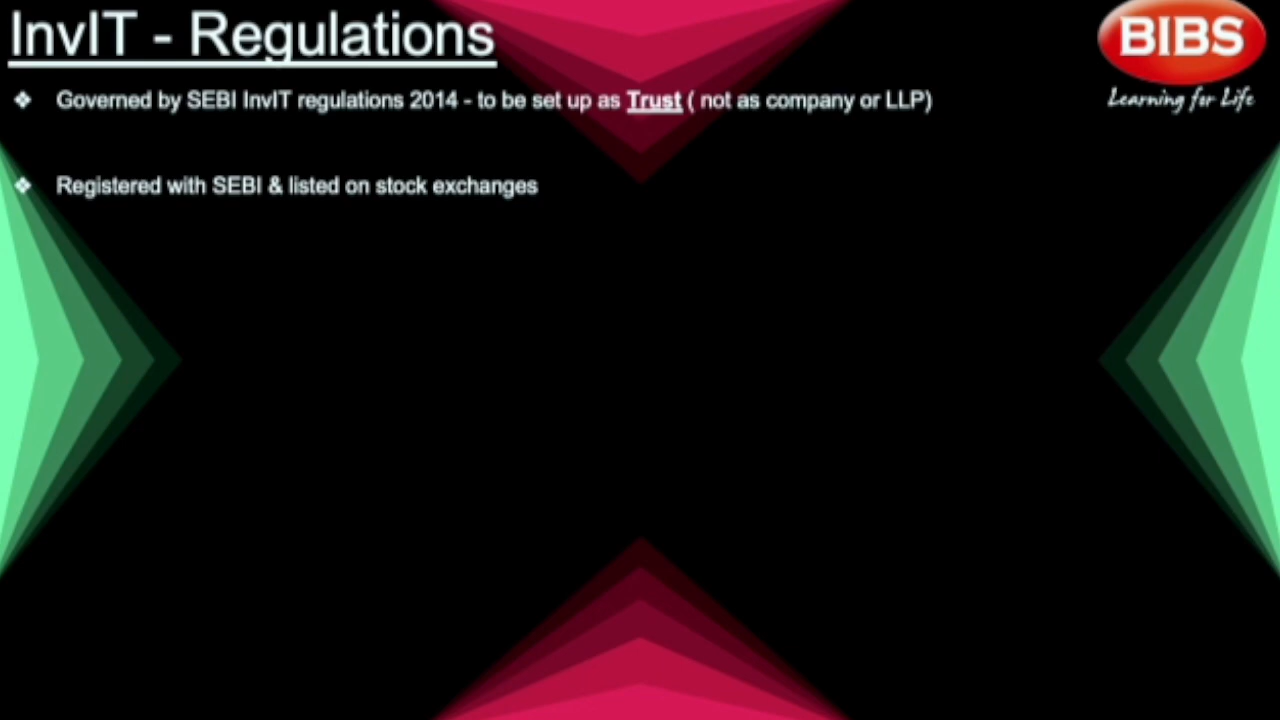 InvIT - Regulations
BIBS
Learning for Life
❖ Governed by SEBI InvIT regulations 2014 - to be set up as Trust ( not as company or LLP)
❖ Registered with SEBI & listed on stock exchanges